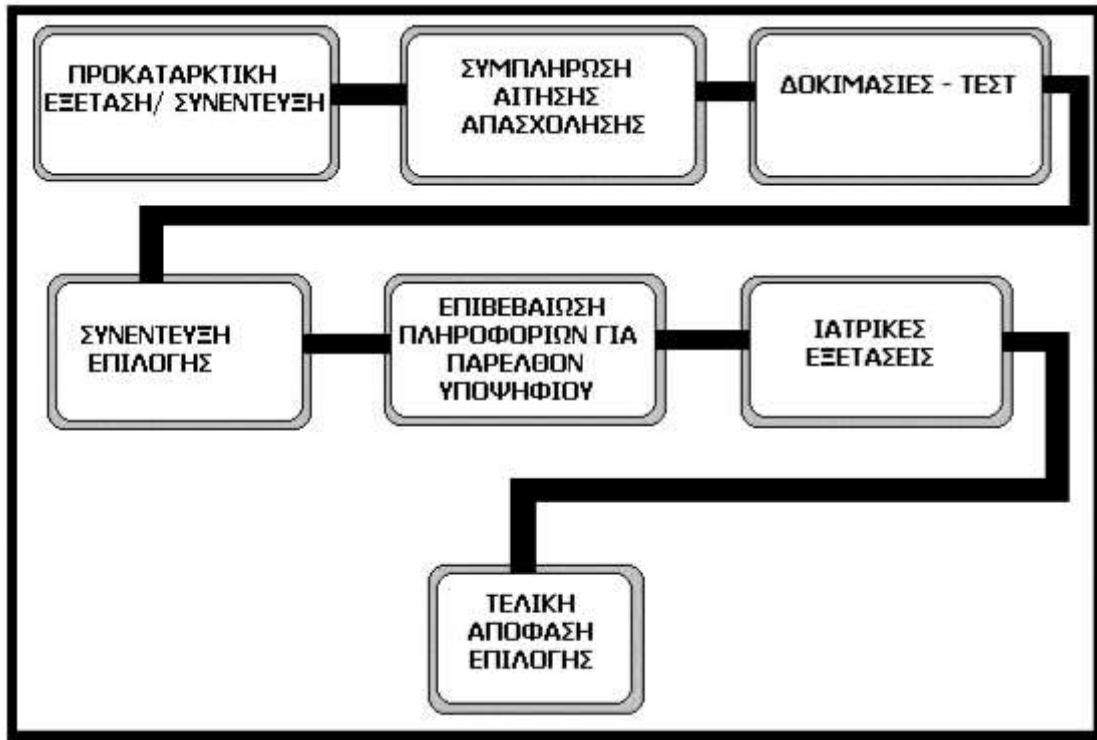 ΠΡΟΚΑΤΑΡΚΤΙΚΗ
ΕΞΕΤΑΣΗ/ ΣΥΝΕΝΤΕΥΞΗ
ΣΥΜΠΛΗΡΩΣΗ
ΑΙΤΗΣΗΣ
ΑΠΑΣΧΟΛΗΣΗΣ
ΔΟΚΙΜΑΣΙΕΣ - ΤΕΣΤ
ΣΥΝΕΝΤΕΥΞΗ
ΕΠΙΛΟΓΗΣ
ΕΠΙΒΕΒΑΙΩΣΗ
ΠΛΗΡΟΦΟΡΙΩΝ ΓΙΑ
ΠΑΡΕΛΘΟΝ
ΥΠΟΨΗΦΙΟΥ
ΙΑΤΡΙΚΕΣ
ΕΞΕΤΑΣΕΙΣ
ΤΕΛΙΚΗ
ΑΠΟΦΑΣΗ
ΕΠΙΛΟΓΗΣ